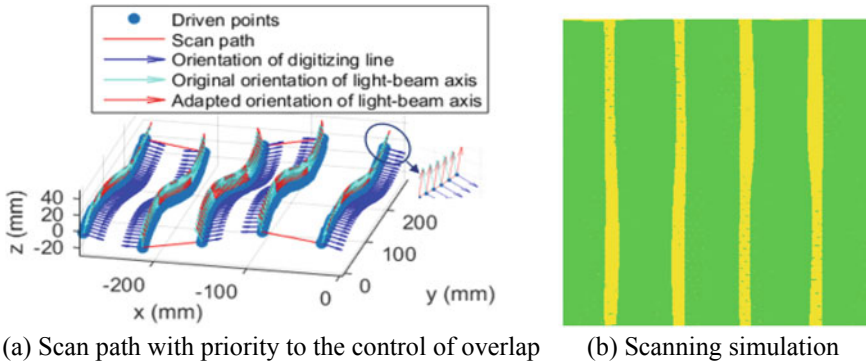 Driven points
Scan path
Orientation of digitizing line
Original orientation of light-beam axis
Adapted orientation of light-beam axis
z (mm)
40
20
0
-20
-200
-100
0
x (mm)
0
100
200
y (mm)
(a) Scan path with priority to the control of overlap
(b) Scanning simulation